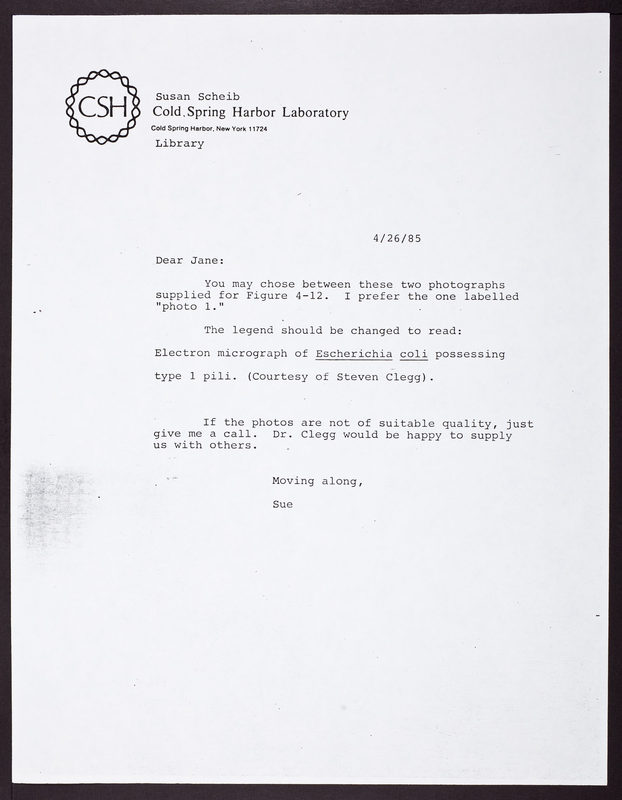 CSH
Susan Scheib
Cold Spring Harbor Laboratory
Cold Spring Harbor, New York 11724
Library
4/26/85
Dear Jane:
You may chose between these two photographs
supplied for Figure 4-12. I prefer the one labelled
"photo 1."
The legend should be changed to read:
Electron micrograph of Escherichia coli possessing
type 1 pili. (Courtesy of Steven Clegg).
If the photos are not of suitable quality, just
give me a call. Dr. Clegg would be happy to supply
us with others.
Moving along,
Sue